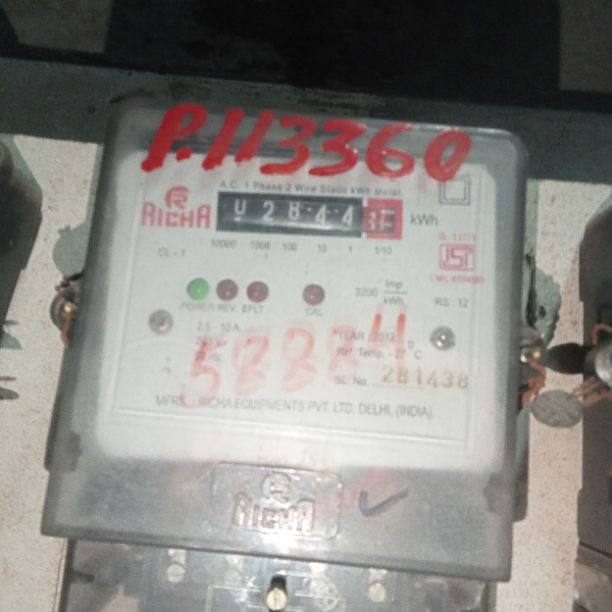 P.113360
A.C. 1 Phase 2 Wire Static kWh Meter.
RICHA
02844 kWh
10000 1000 100 10 1 1/10
CL-1
3200 Imp/kWh
RS: 12
POWER REV. EFLT CAL
2.5 - 10 A
YEAR: 2012
Rf. Temp. - 27°C
SL No. 281438
58884
MFRS. RICHA EQUIPMENTS PVT. LTD. DELHI, (INDIA).
RICHA